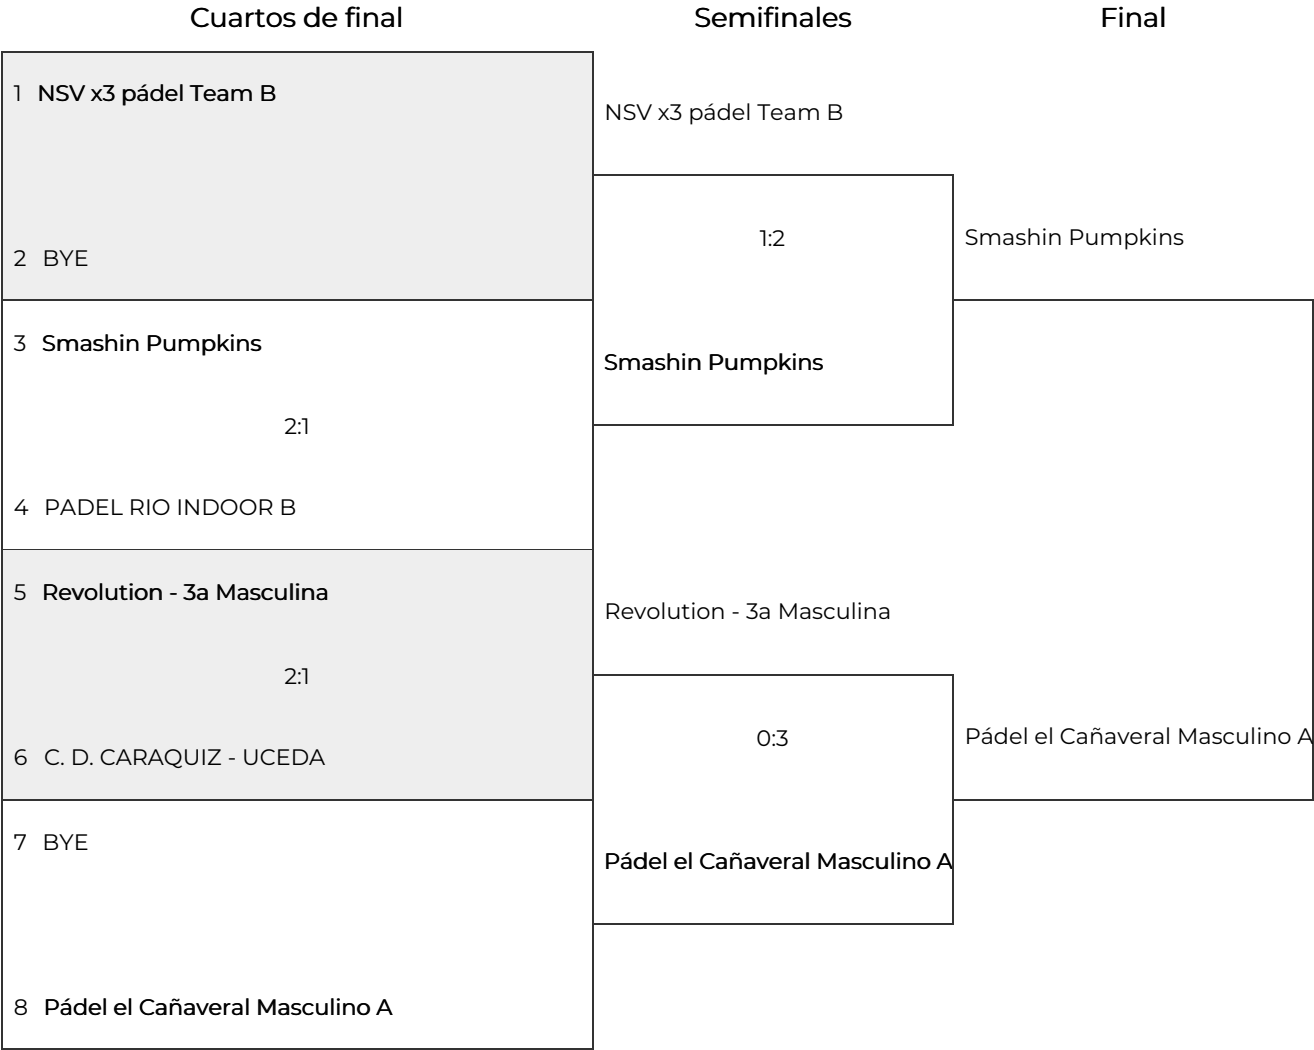 Cuartos de final
Semifinales
Final
1 NSV x3 pádel Team B
2 BYE
3 Smashin Pumpkins
2:1
4 PADEL RIO INDOOR B
5 Revolution - 3a Masculina
2:1
6 C. D. CARAQUIZ - UCEDA
7 BYE
8 Pádel el Cañaveral Masculino A
NSV x3 pádel Team B
1:2
Smashin Pumpkins
Revolution - 3a Masculina
0:3
Pádel el Cañaveral Masculino A
Smashin Pumpkins
Pádel el Cañaveral Masculino A